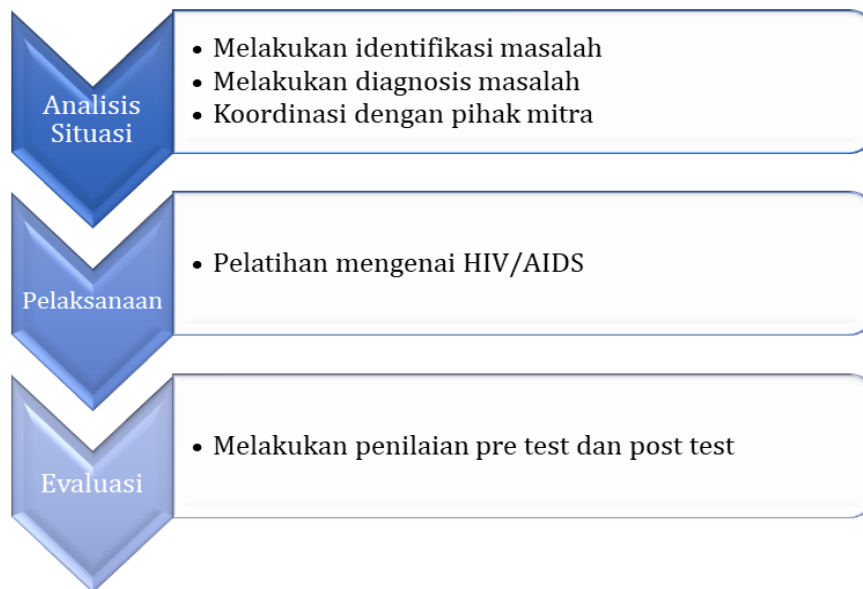 Analisis
Situasi
• Melakukan identifikasi masalah
• Melakukan diagnosis masalah
• Koordinasi dengan pihak mitra
Pelaksanaan
• Pelatihan mengenai HIV/AIDS
Evaluasi
• Melakukan penilaian pre test dan post test